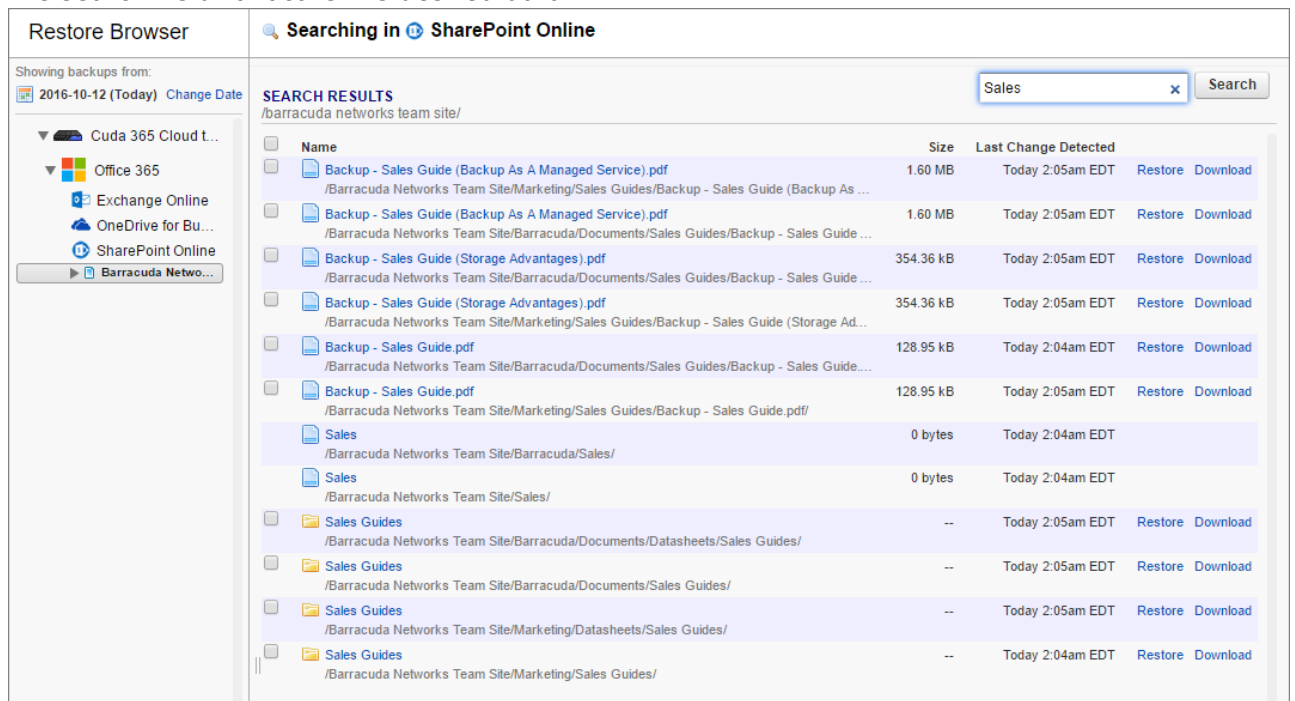 Restore Browser
Searching in SharePoint Online
Showing backups from:
2016-10-12 (Today) Change Date
Sales x Search
SEARCH RESULTS
/barracuda networks team site/
Cuda 365 Cloud t...
Office 365
Exchange Online
OneDrive for Bu...
SharePoint Online
Barracuda Netwo...
Name Size Last Change Detected
Backup - Sales Guide (Backup As A Managed Service).pdf 1.60 MB Today 2:05am EDT Restore Download
/Barracuda Networks Team Site/Marketing/Sales Guides/Backup - Sales Guide (Backup As ...
Backup - Sales Guide (Backup As A Managed Service).pdf 1.60 MB Today 2:05am EDT Restore Download
/Barracuda Networks Team Site/Barracuda/Documents/Sales Guides/Backup - Sales Guide ...
Backup - Sales Guide (Storage Advantages).pdf 354.36 kB Today 2:05am EDT Restore Download
/Barracuda Networks Team Site/Barracuda/Documents/Sales Guides/Backup - Sales Guide ...
Backup - Sales Guide (Storage Advantages).pdf 354.36 kB Today 2:05am EDT Restore Download
/Barracuda Networks Team Site/Marketing/Sales Guides/Backup - Sales Guide (Storage Ad...
Backup - Sales Guide.pdf 128.95 kB Today 2:04am EDT Restore Download
/Barracuda Networks Team Site/Barracuda/Documents/Sales Guides/Backup - Sales Guide....
Backup - Sales Guide.pdf 128.95 kB Today 2:05am EDT Restore Download
/Barracuda Networks Team Site/Marketing/Sales Guides/Backup - Sales Guide.pdf/
Sales 0 bytes Today 2:04am EDT
/Barracuda Networks Team Site/Barracuda/Sales/
Sales 0 bytes Today 2:04am EDT
/Barracuda Networks Team Site/Sales/
Sales Guides -- Today 2:05am EDT Restore Download
/Barracuda Networks Team Site/Barracuda/Documents/Datasheets/Sales Guides/
Sales Guides -- Today 2:05am EDT Restore Download
/Barracuda Networks Team Site/Barracuda/Documents/Sales Guides/
Sales Guides -- Today 2:05am EDT Restore Download
/Barracuda Networks Team Site/Marketing/Datasheets/Sales Guides/
Sales Guides -- Today 2:04am EDT Restore Download
/Barracuda Networks Team Site/Marketing/Sales Guides/